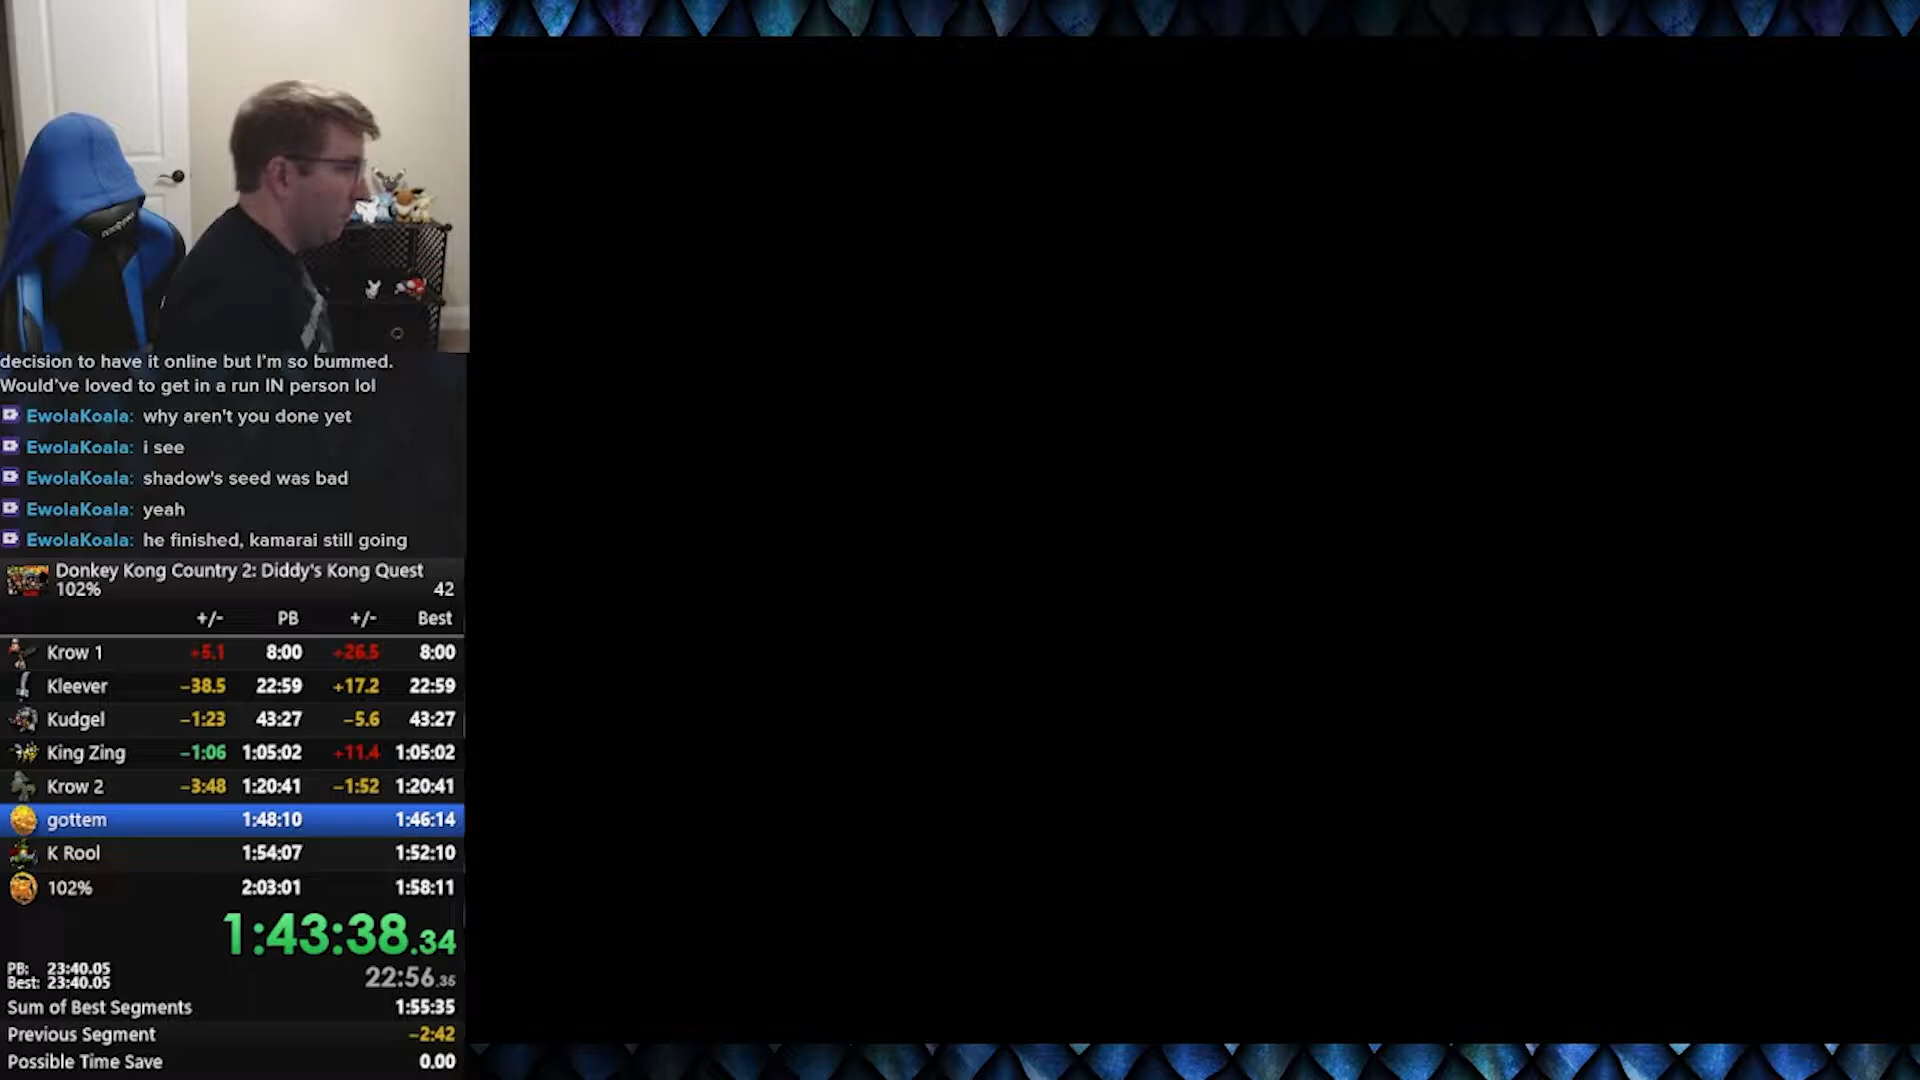 decision to have it online but I'm so bummed.
Would've loved to get in a run IN person lol
EwolaKoala: why aren't you done yet
EwolaKoala: i see
EwolaKoala: shadow's seed was bad
EwolaKoala: yeah
EwolaKoala: he finished, kamarai still going
Donkey Kong Country 2: Diddy's Kong Quest
102% 42
+/- PB +/- Best
Krow 1 +5.1 8:00 +26.5 8:00
Kleever −38.5 22:59 +17.2 22:59
Kudgel −1:23 43:27 −5.6 43:27
King Zing −1:06 1:05:02 +11.4 1:05:02
Krow 2 −3:48 1:20:41 −1:52 1:20:41
gottem 1:48:10 1:46:14
K Rool 1:54:07 1:52:10
102% 2:03:01 1:58:11
1:43:38.34
PB: 23:40.05
Best: 23:40.05
22:56.35
Sum of Best Segments 1:55:35
Previous Segment −2:42
Possible Time Save 0.00